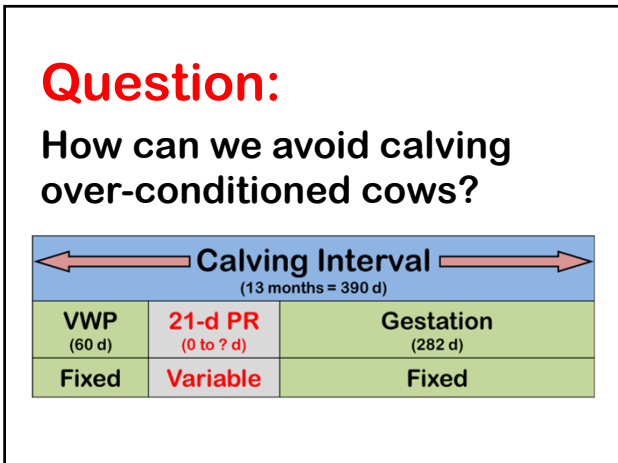 Question:
How can we avoid calving
over-conditioned cows?
Calving Interval
(13 months = 390 d)
VWP
(60 d)
21-d PR
(0 to ? d)
Gestation
(282 d)
Fixed
Variable
Fixed